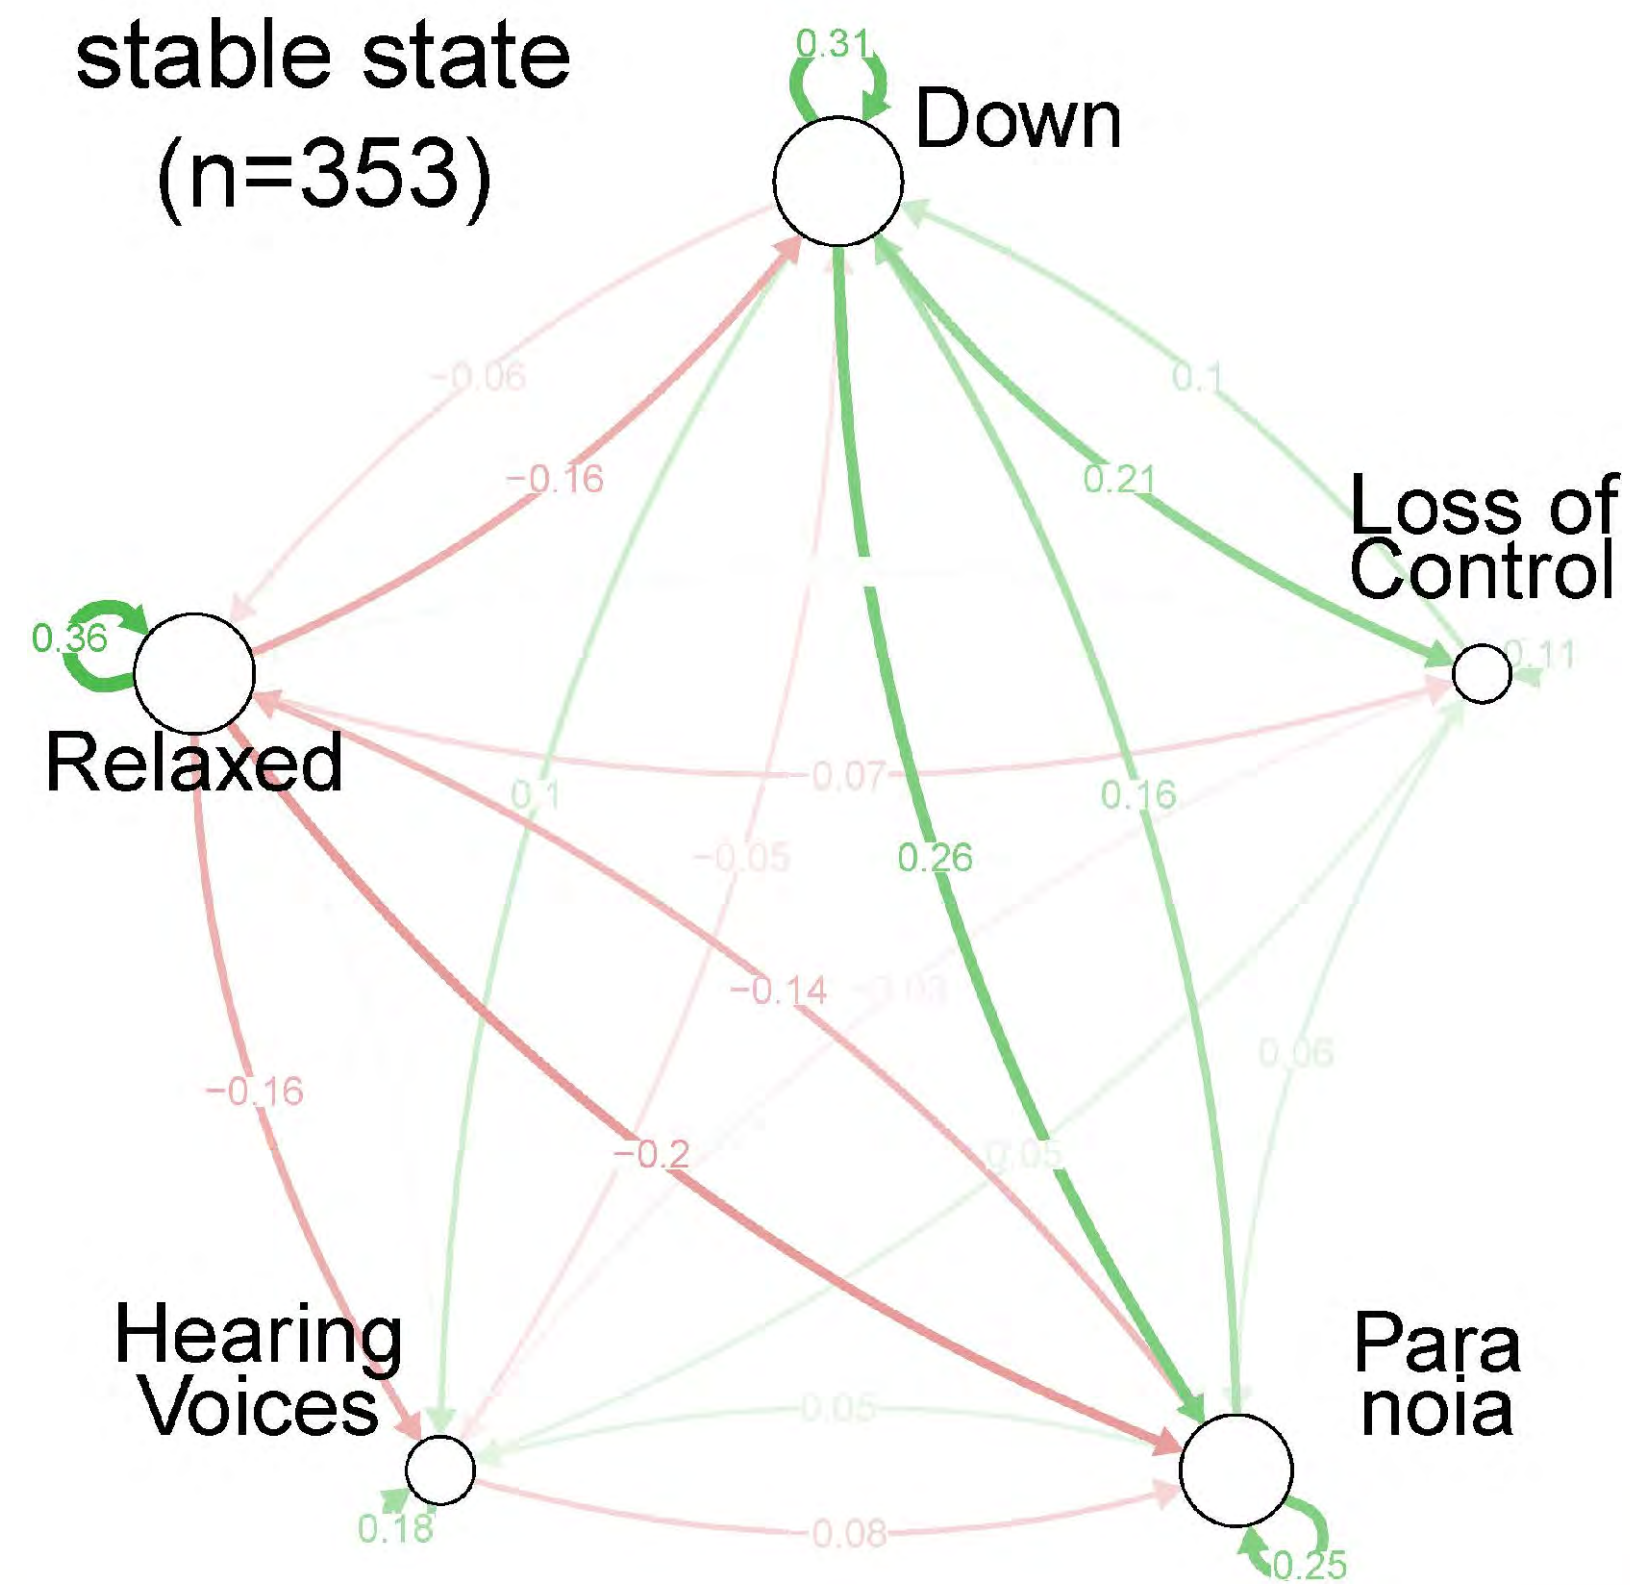 stable state
(n=353)
0.31
Down
−0.06
0.1
−0.16
0.21
Loss of
Control
0.36
0.11
Relaxed
0.07
0.1
0.16
−0.05
0.26
−0.14
−0.03
0.06
−0.16
−0.2
0.05
Hearing
Voices
Para
noia
0.05
0.18
0.08
0.25